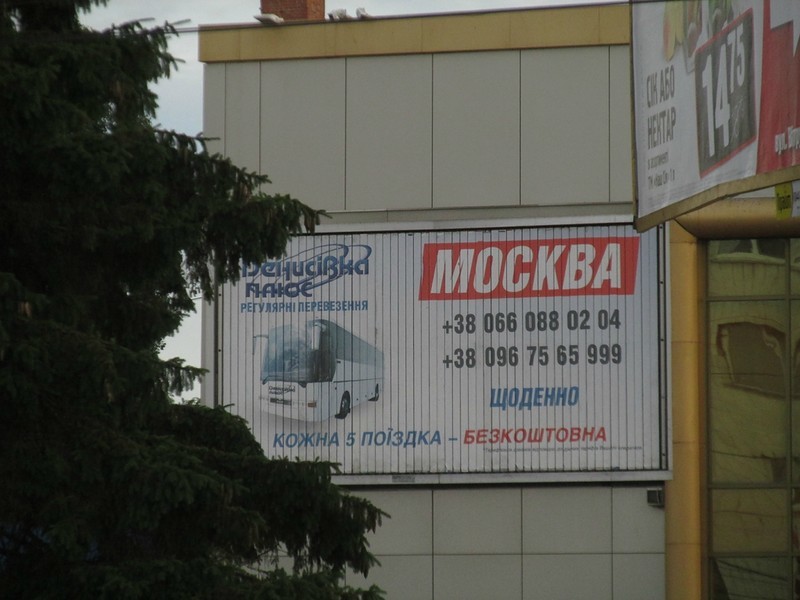 Денисівка
плюс
РЕГУЛЯРНІ ПЕРЕВЕЗЕННЯ
МОСКВА
+38 066 088 02 04
+38 096 75 65 999
ЩОДЕННО
КОЖНА 5 ПОЇЗДКА – БЕЗКОШТОВНА
СІК АБО
НЕКТАР
14 75